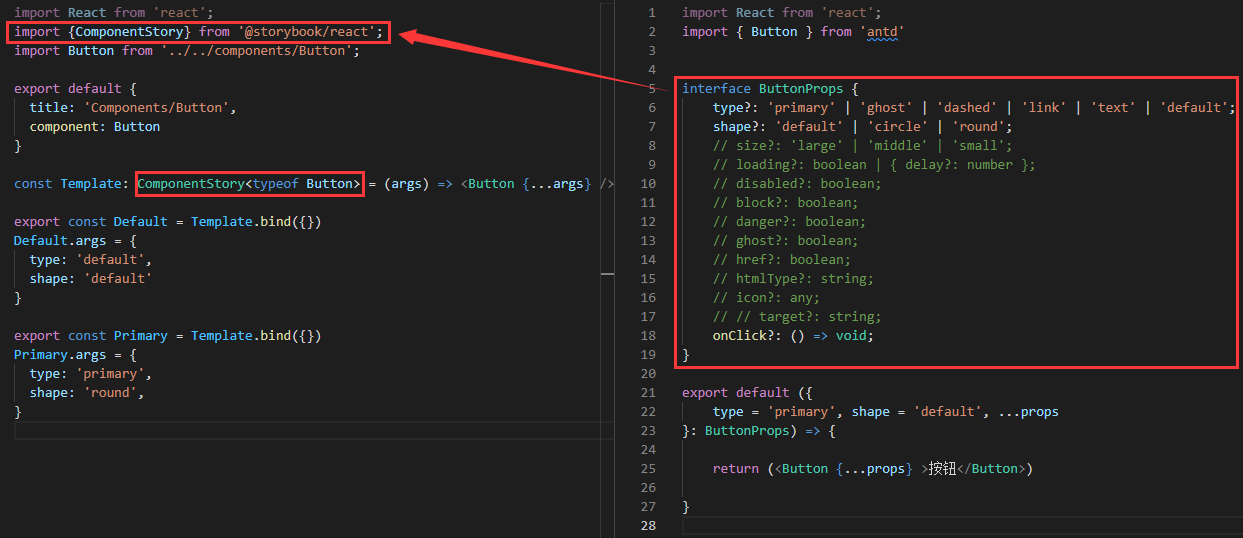 import React from 'react';
import {ComponentStory} from '@storybook/react';
import Button from '../../components/Button';
export default {
  title: 'Components/Button',
  component: Button
}
const Template: ComponentStory<typeof Button> = (args) => <Button {...args} />
export const Default = Template.bind({})
Default.args = {
  type: 'default',
  shape: 'default'
}
export const Primary = Template.bind({})
Primary.args = {
  type: 'primary',
  shape: 'round',
}
1 import React from 'react';
2 import { Button } from 'antd'
3
4
5 interface ButtonProps {
6     type?: 'primary' | 'ghost' | 'dashed' | 'link' | 'text' | 'default';
7     shape?: 'default' | 'circle' | 'round';
8     // size?: 'large' | 'middle' | 'small';
9     // loading?: boolean | { delay?: number };
10     // disabled?: boolean;
11     // block?: boolean;
12     // danger?: boolean;
13     // ghost?: boolean;
14     // href?: boolean;
15     // htmlType?: string;
16     // icon?: any;
17     // // target?: string;
18     onClick?: () => void;
19 }
20
21 export default ({
22     type = 'primary', shape = 'default', ...props
23 }: ButtonProps) => {
24
25     return (<Button {...props} >按钮</Button>)
26
27 }
28